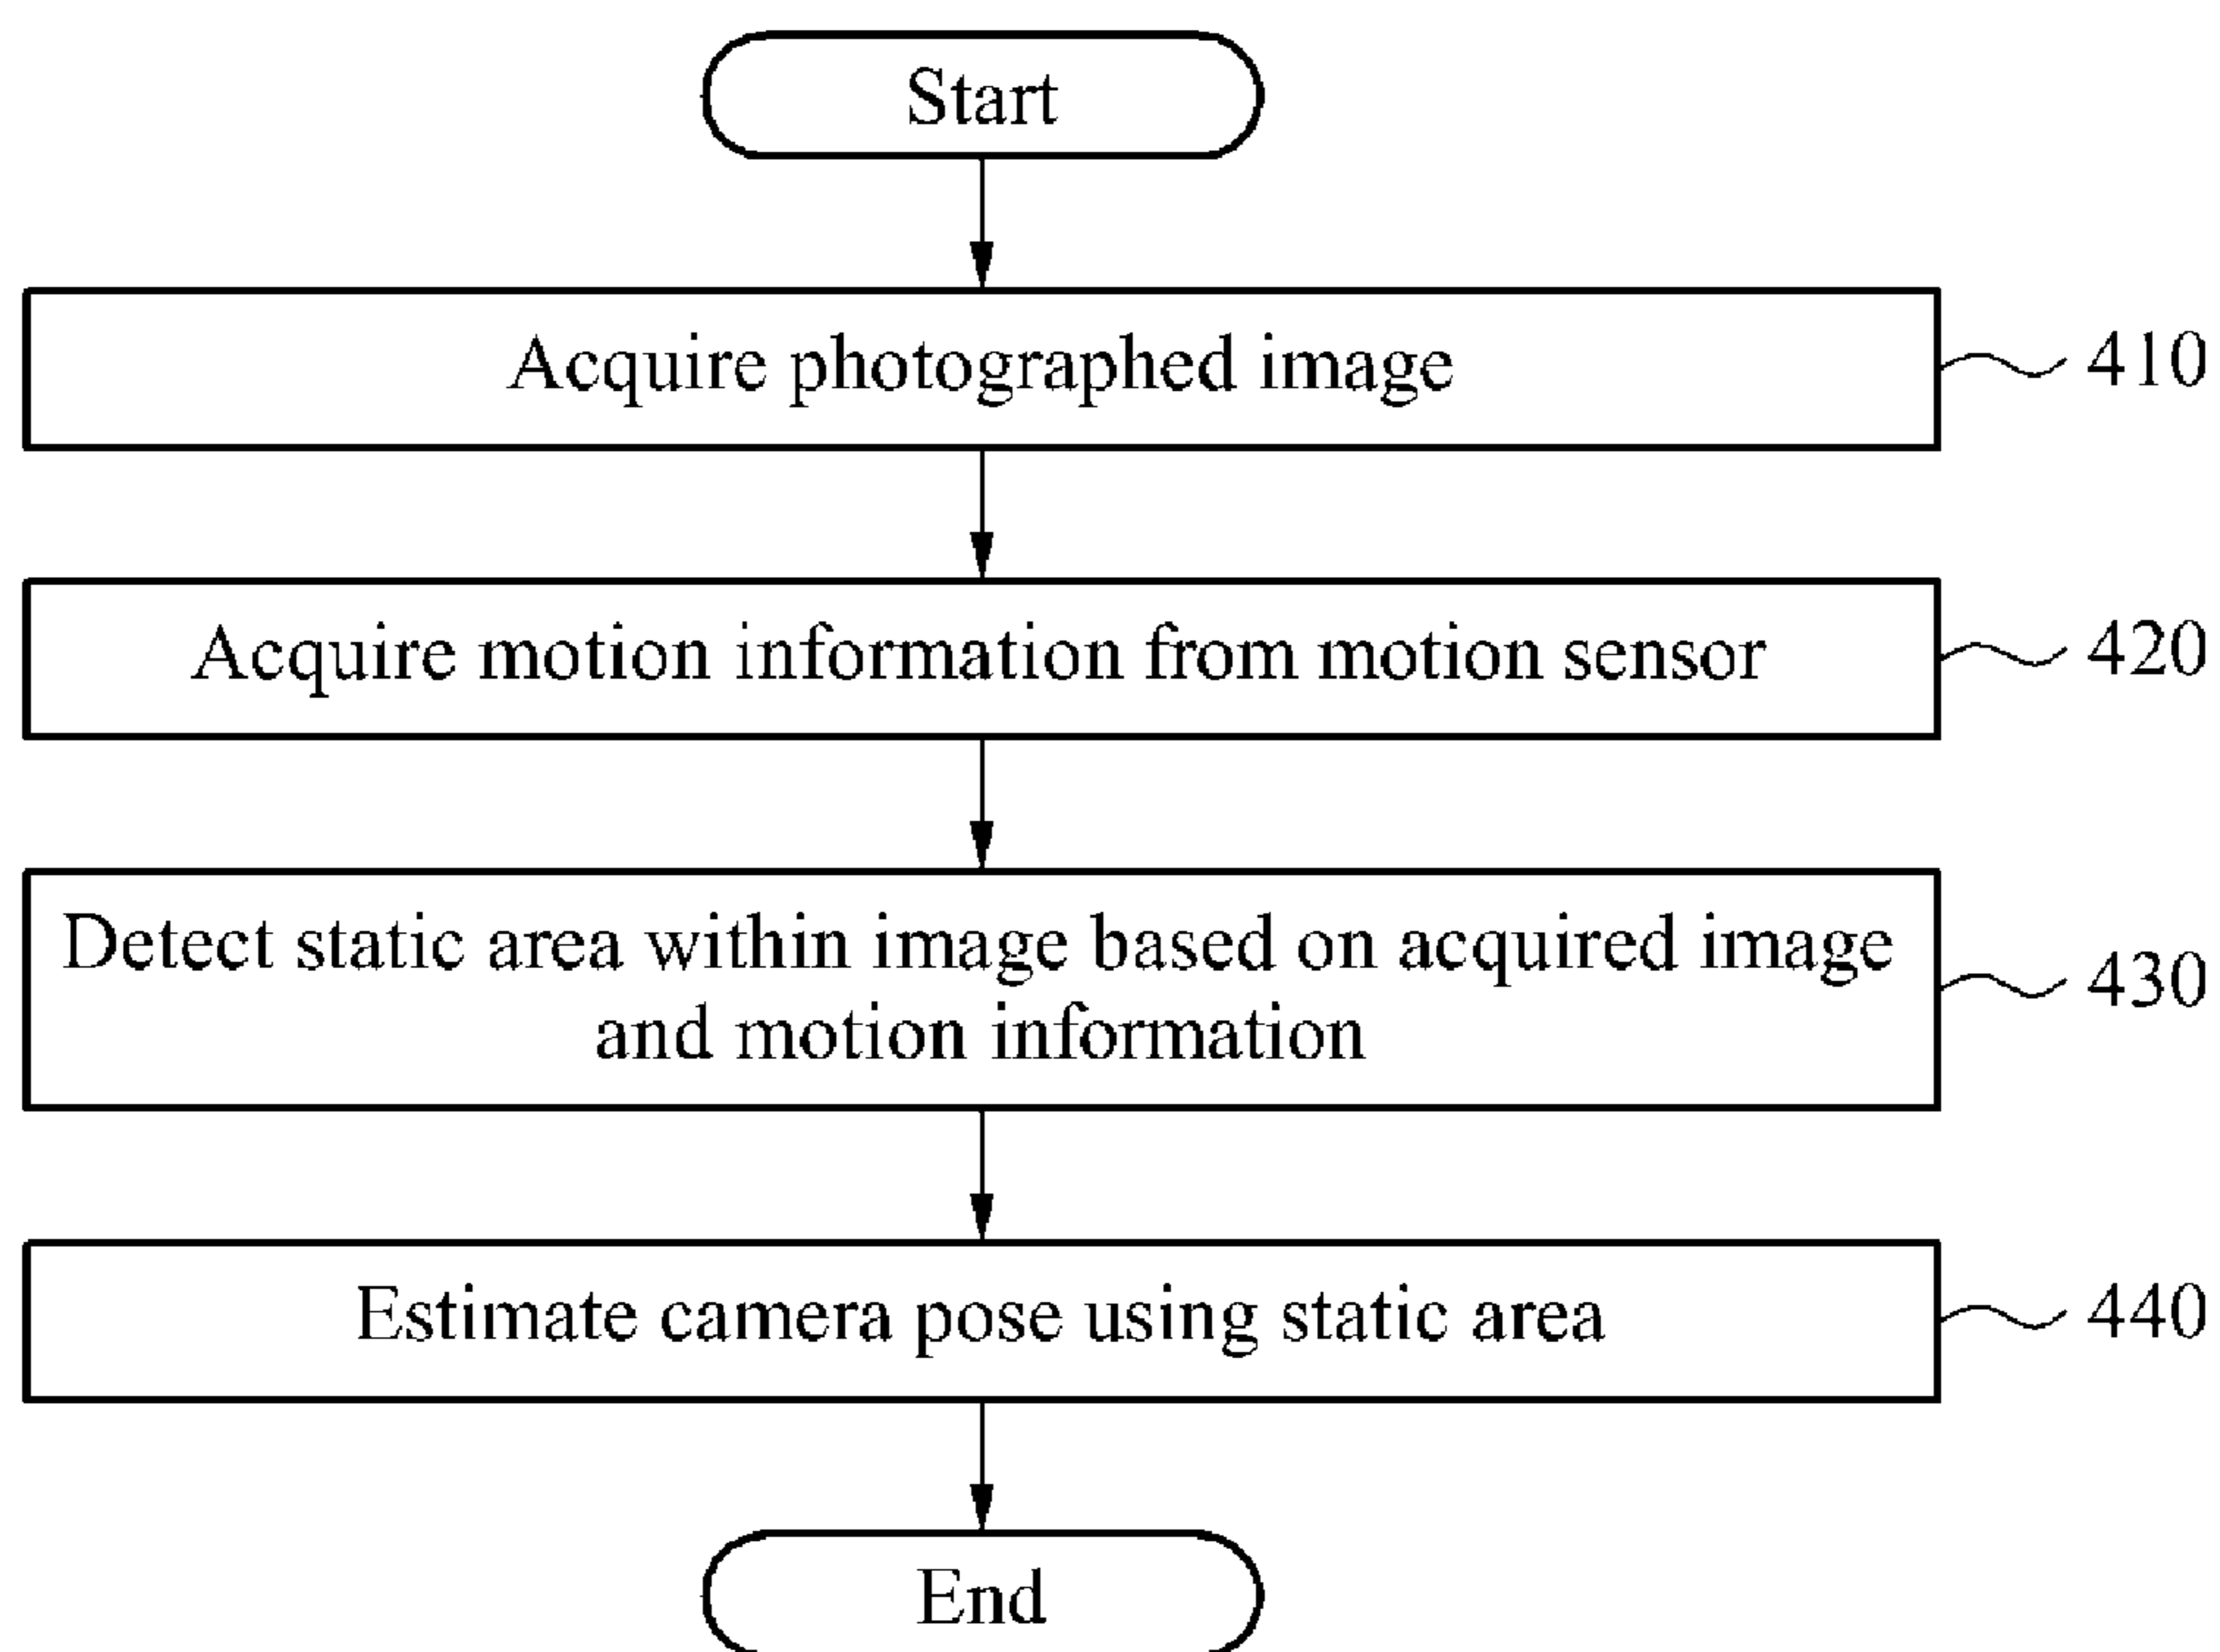 Start
Acquire photographed image
410
Acquire motion information from motion sensor
420
Detect static area within image based on acquired image
and motion information
430
Estimate camera pose using static area
440
End